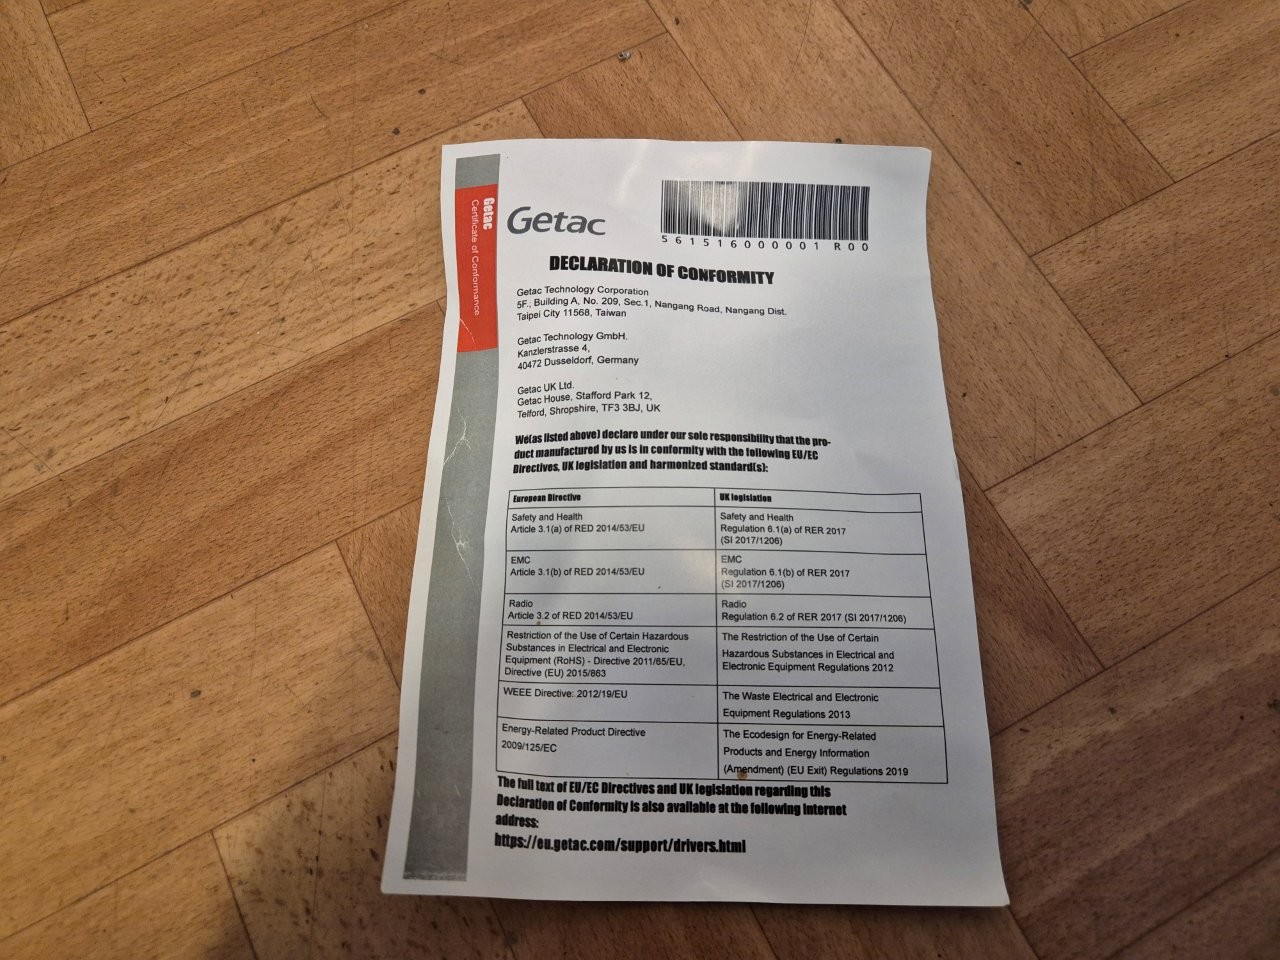 Getac
Certificate of Conformance
Getac
561516000001 R00
DECLARATION OF CONFORMITY
Getac Technology Corporation
5F., Building A, No. 209, Sec.1, Nangang Road, Nangang Dist.
Taipei City 11568, Taiwan
Getac Technology GmbH.
Kanzlerstrasse 4,
40472 Dusseldorf, Germany
Getac UK Ltd.
Getac House, Stafford Park 12,
Telford, Shropshire, TF3 3BJ, UK
We(as listed above) declare under our sole responsibility that the pro-
duct manufactured by us is in conformity with the following EU/EC
Directives, UK legislation and harmonized standard(s):
European Directive
UK legislation
Safety and Health
Article 3.1(a) of RED 2014/53/EU
Safety and Health
Regulation 6.1(a) of RER 2017
(SI 2017/1206)
EMC
Article 3.1(b) of RED 2014/53/EU
EMC
Regulation 6.1(b) of RER 2017
(SI 2017/1206)
Radio
Article 3.2 of RED 2014/53/EU
Radio
Regulation 6.2 of RER 2017 (SI 2017/1206)
Restriction of the Use of Certain Hazardous
Substances in Electrical and Electronic
Equipment (RoHS) - Directive 2011/65/EU,
Directive (EU) 2015/863
The Restriction of the Use of Certain
Hazardous Substances in Electrical and
Electronic Equipment Regulations 2012
WEEE Directive: 2012/19/EU
The Waste Electrical and Electronic
Equipment Regulations 2013
Energy-Related Product Directive
2009/125/EC
The Ecodesign for Energy-Related
Products and Energy Information
(Amendment) (EU Exit) Regulations 2019
The full text of EU/EC Directives and UK legislation regarding this
Declaration of Conformity is also available at the following Internet
address:
https://eu.getac.com/support/drivers.html